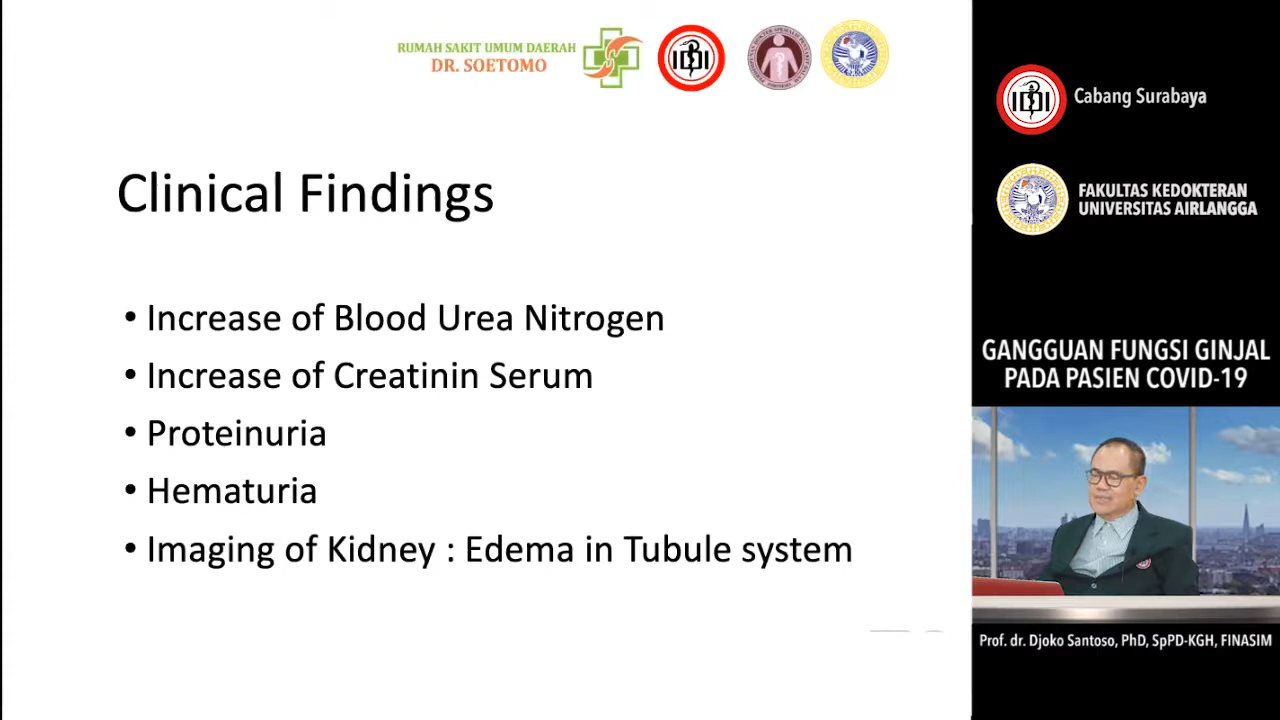 RUMAH SAKIT UMUM DAERAH
DR. SOETOMO
IDI
Clinical Findings
• Increase of Blood Urea Nitrogen
• Increase of Creatinin Serum
• Proteinuria
• Hematuria
• Imaging of Kidney : Edema in Tubule system
IDI
Cabang Surabaya
FAKULTAS KEDOKTERAN
UNIVERSITAS AIRLANGGA
GANGGUAN FUNGSI GINJAL
PADA PASIEN COVID-19
Prof. dr. Djoko Santoso, PhD, SpPD-KGH, FINASIM